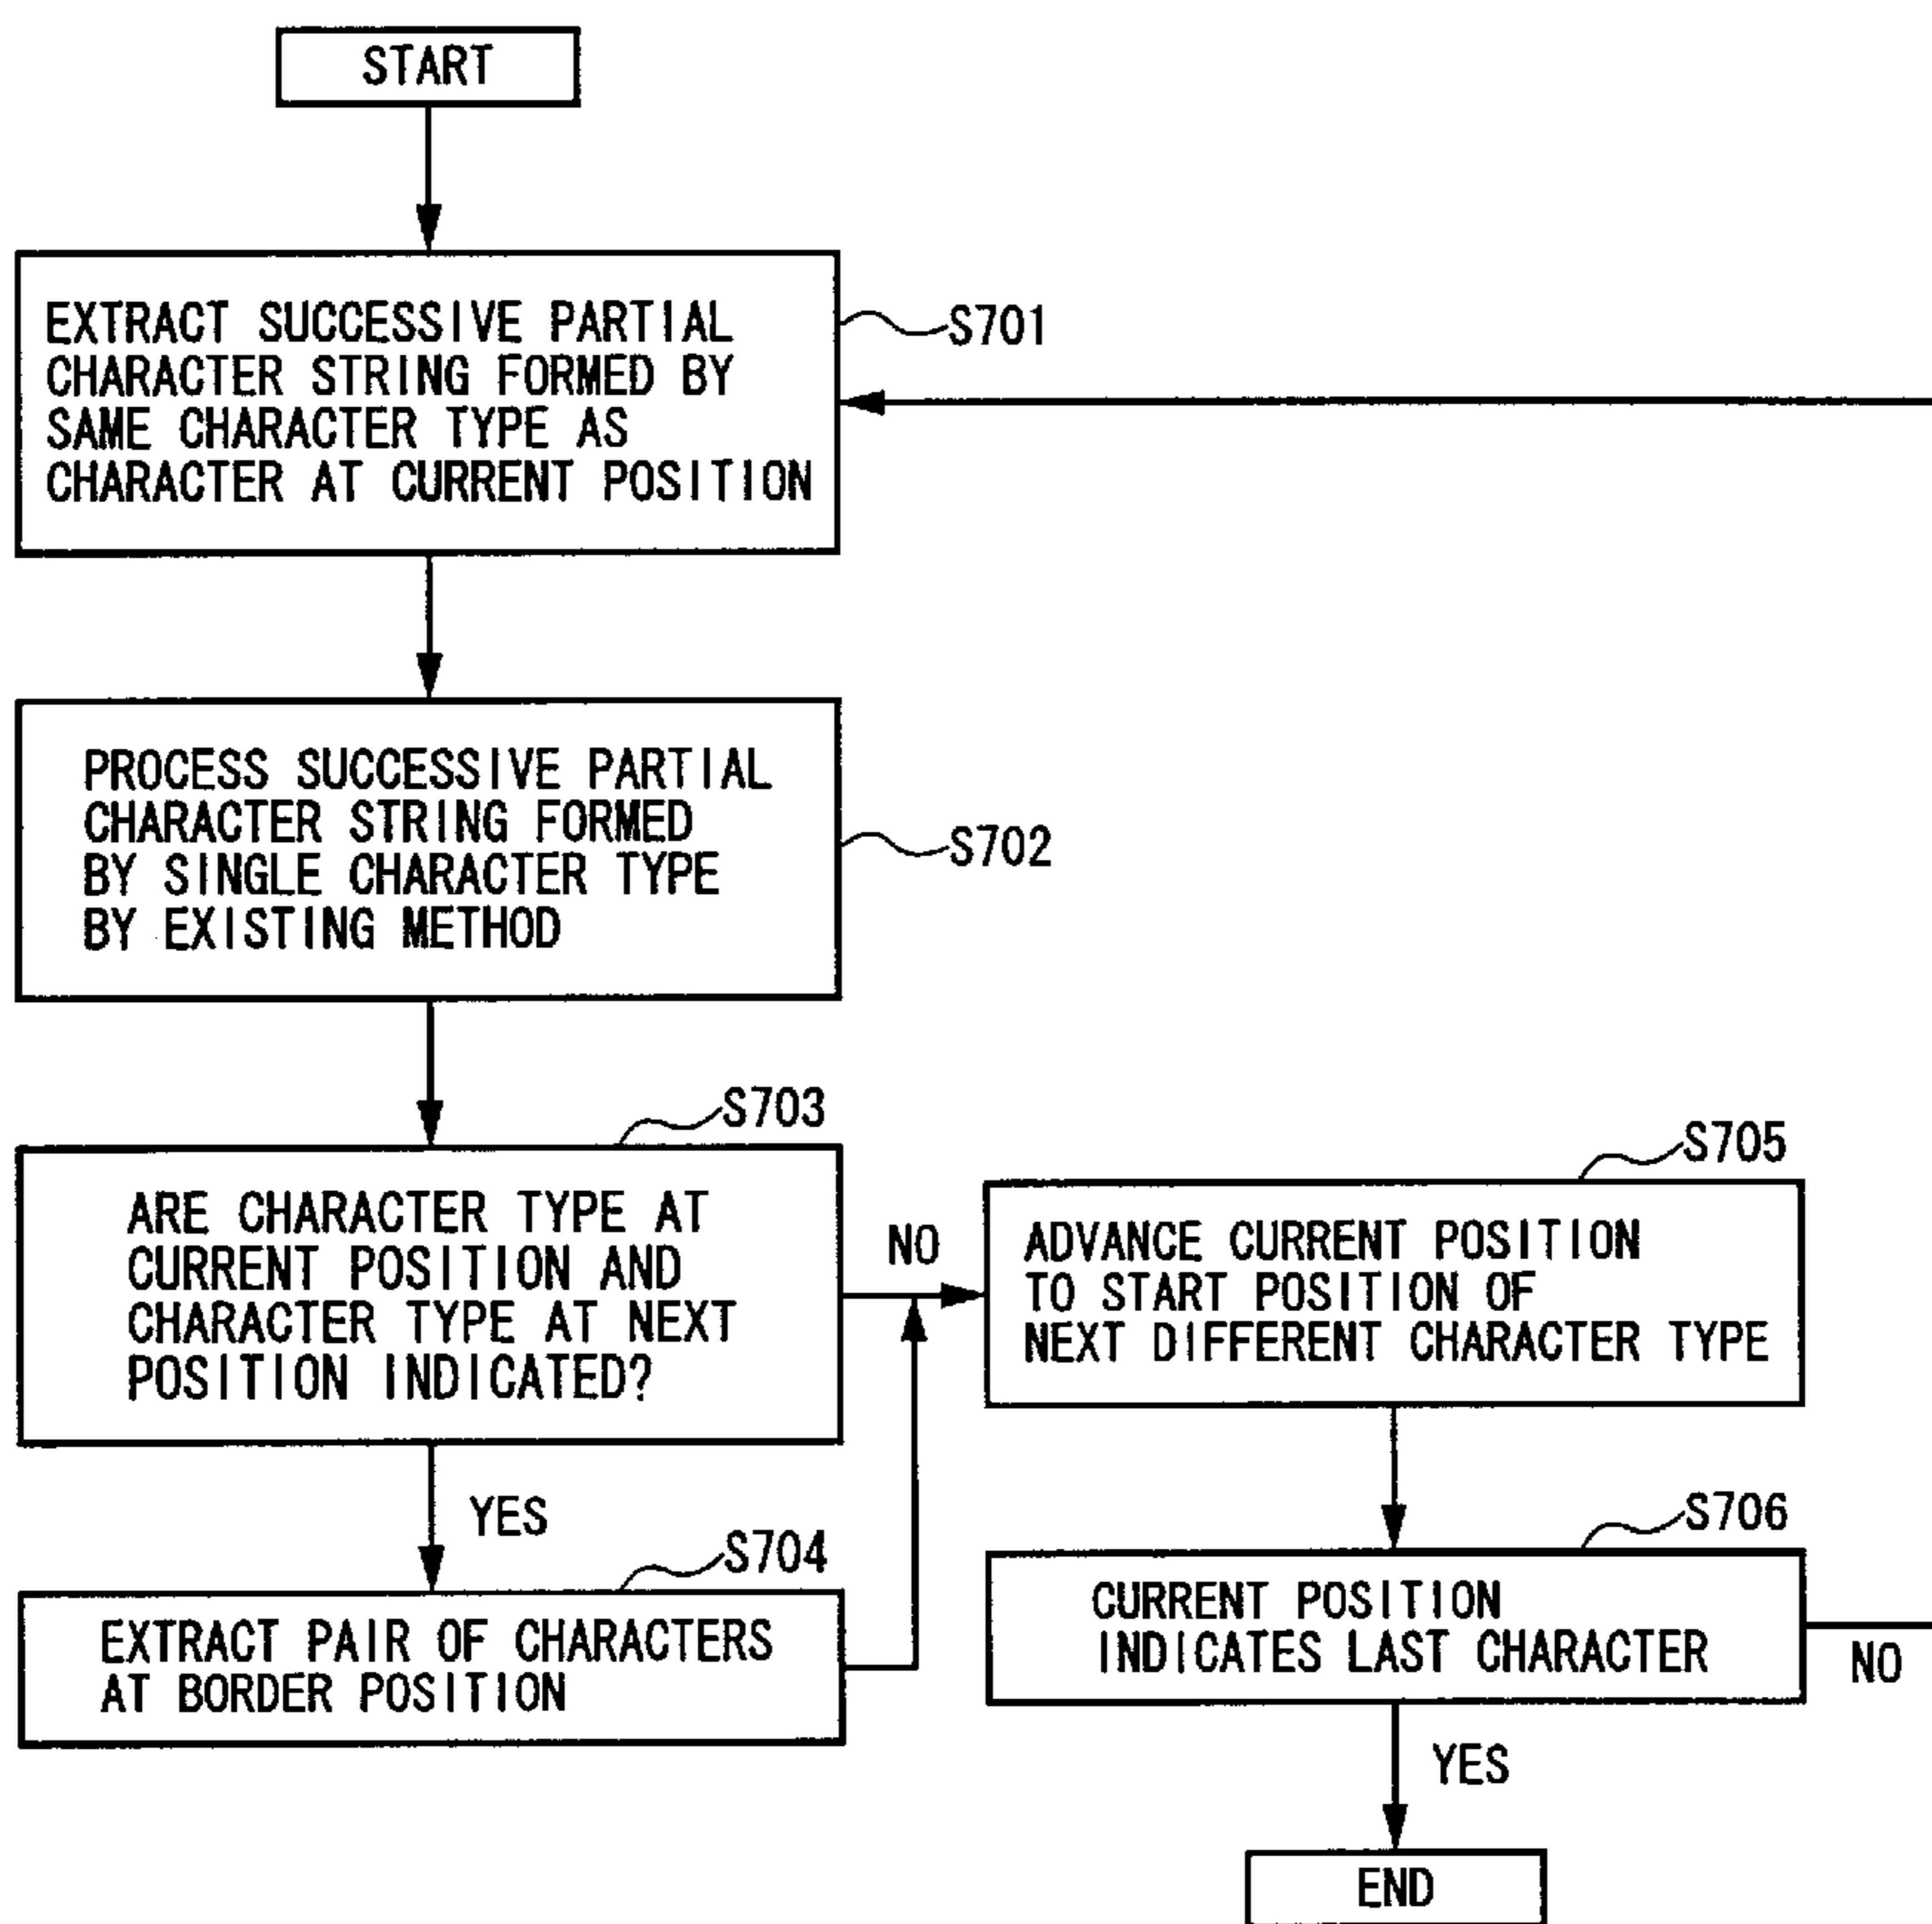 START
EXTRACT SUCCESSIVE PARTIAL
CHARACTER STRING FORMED BY
SAME CHARACTER TYPE AS
CHARACTER AT CURRENT POSITION
S701
PROCESS SUCCESSIVE PARTIAL
CHARACTER STRING FORMED
BY SINGLE CHARACTER TYPE
BY EXISTING METHOD
S702
S703
ARE CHARACTER TYPE AT
CURRENT POSITION AND
CHARACTER TYPE AT NEXT
POSITION INDICATED?
NO
YES
S704
EXTRACT PAIR OF CHARACTERS
AT BORDER POSITION
S705
ADVANCE CURRENT POSITION
TO START POSITION OF
NEXT DIFFERENT CHARACTER TYPE
S706
CURRENT POSITION
INDICATES LAST CHARACTER
NO
YES
END